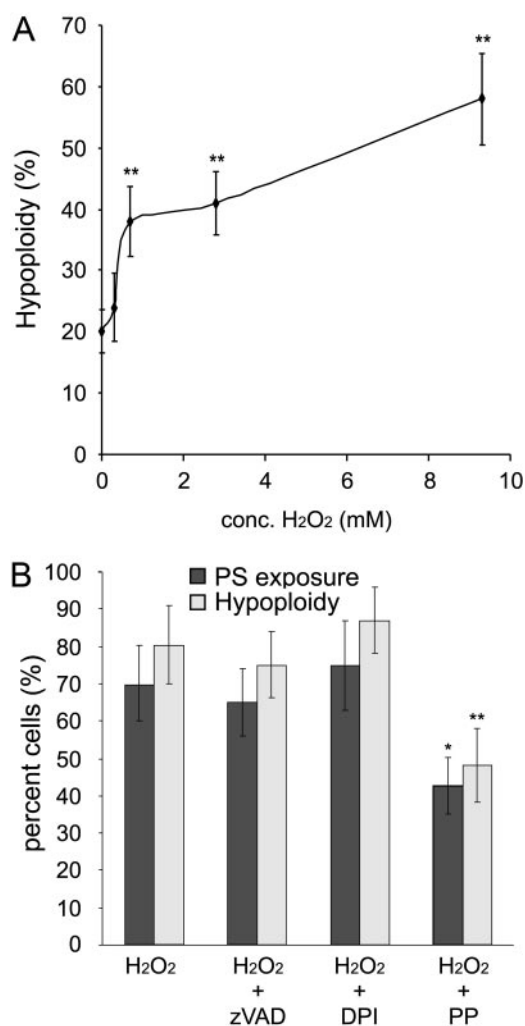 A
70
60
50
40
30
20
10
0
Hypoploidy (%)
**
**
**
0 2 4 6 8 10
conc. H2O2 (mM)
B
100
90
80
70
60
50
40
30
20
10
0
percent cells (%)
PS exposure
Hypoploidy
* **
H2O2 H2O2 H2O2 H2O2
+ + +
zVAD DPI PP